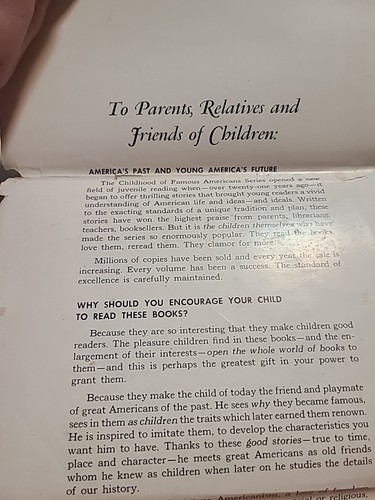 To Parents, Relatives and
Friends of Children:
AMERICA'S PAST AND YOUNG AMERICA'S FUTURE
The Childhood of Famous Americans Series opened a new
field of juvenile reading when—over twenty-one years ago—it
began to offer thrilling stories that brought young readers a vivid
understanding of American life and ideas—and ideals. Written
to the exacting standards of a unique tradition and plan, these
stories have won the highest praise from parents, librarians,
teachers, booksellers. But it is the children themselves who have
made the series so enormously popular. They read the books,
love them, reread them. They clamor for more.
Millions of copies have been sold and every year the sale is
increasing. Every volume has been a success. The standard of
excellence is carefully maintained.
WHY SHOULD YOU ENCOURAGE YOUR CHILD
TO READ THESE BOOKS?
Because they are so interesting that they make children good
readers. The pleasure children find in these books—and the en-
largement of their interests—open the whole world of books to
them—and this is perhaps the greatest gift in your power to
grant them.
Because they make the child of today the friend and playmate
of great Americans of the past. He sees why they became famous,
sees in them as children the traits which later earned them renown.
He is inspired to imitate them, to develop the characteristics you
want him to have. Thanks to these good stories—true to time,
place and character—he meets great Americans as old friends
whom he knew as children when later on he studies the details
of our history.
Americanism, a love of freedom,
or religious,